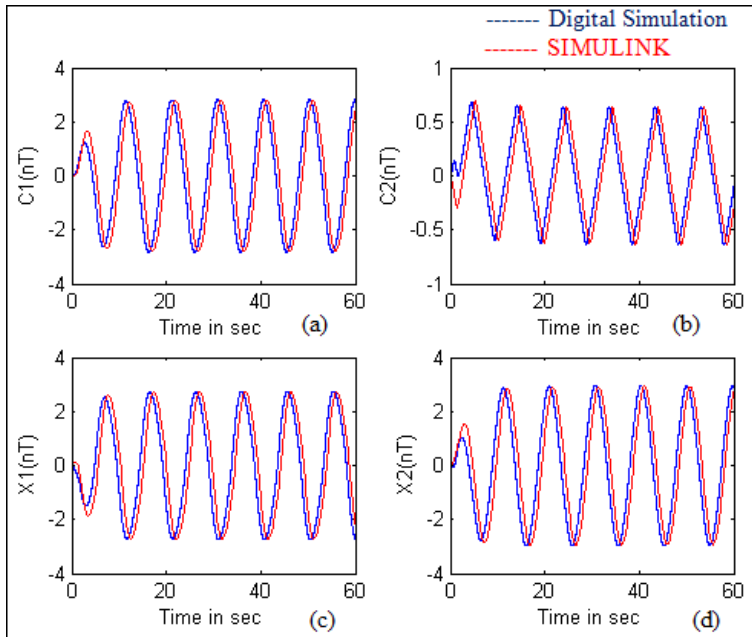 ------- Digital Simulation
------- SIMULINK
4
2
0
-2
-4
C1(nT)
0 20 40 60
Time in sec (a)
1
0.5
0
-0.5
-1
C2(nT)
0 20 40 60
Time in sec (b)
4
2
0
-2
-4
X1(nT)
0 20 40 60
Time in sec (c)
4
2
0
-2
-4
X2(nT)
0 20 40 60
Time in sec (d)